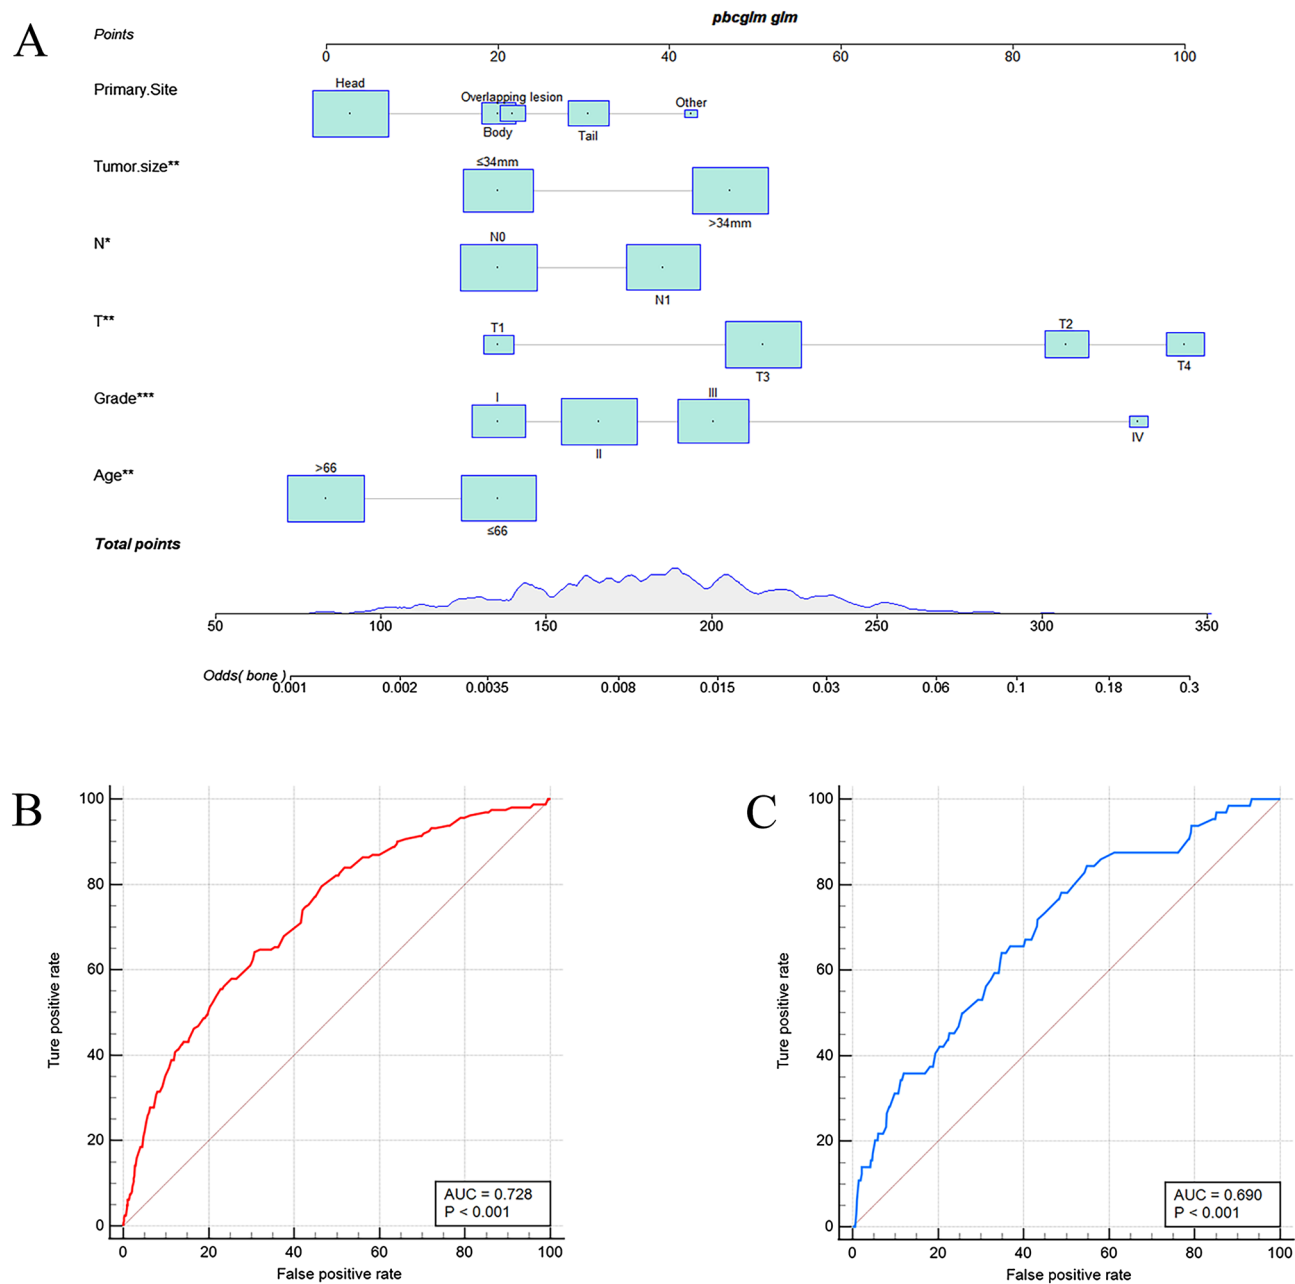 A
pbcglm glm
Points
0 20 40 60 80 100
Primary.Site
Head
Overlapping lesion
Other
Body
Tail
Tumor.size**
≤34mm
>34mm
N*
N0
N1
T**
T1
T2
T3
T4
Grade***
I
III
II
IV
Age**
>66
≤66
Total points
50 100 150 200 250 300 350
Odds( bone )
0.001 0.002 0.0035 0.008 0.015 0.03 0.06 0.1 0.18 0.3
B
100
80
60
40
20
0
Ture positive rate
AUC = 0.728
P < 0.001
0 20 40 60 80 100
False positive rate
C
100
80
60
40
20
0
Ture positive rate
AUC = 0.690
P < 0.001
0 20 40 60 80 100
False positive rate